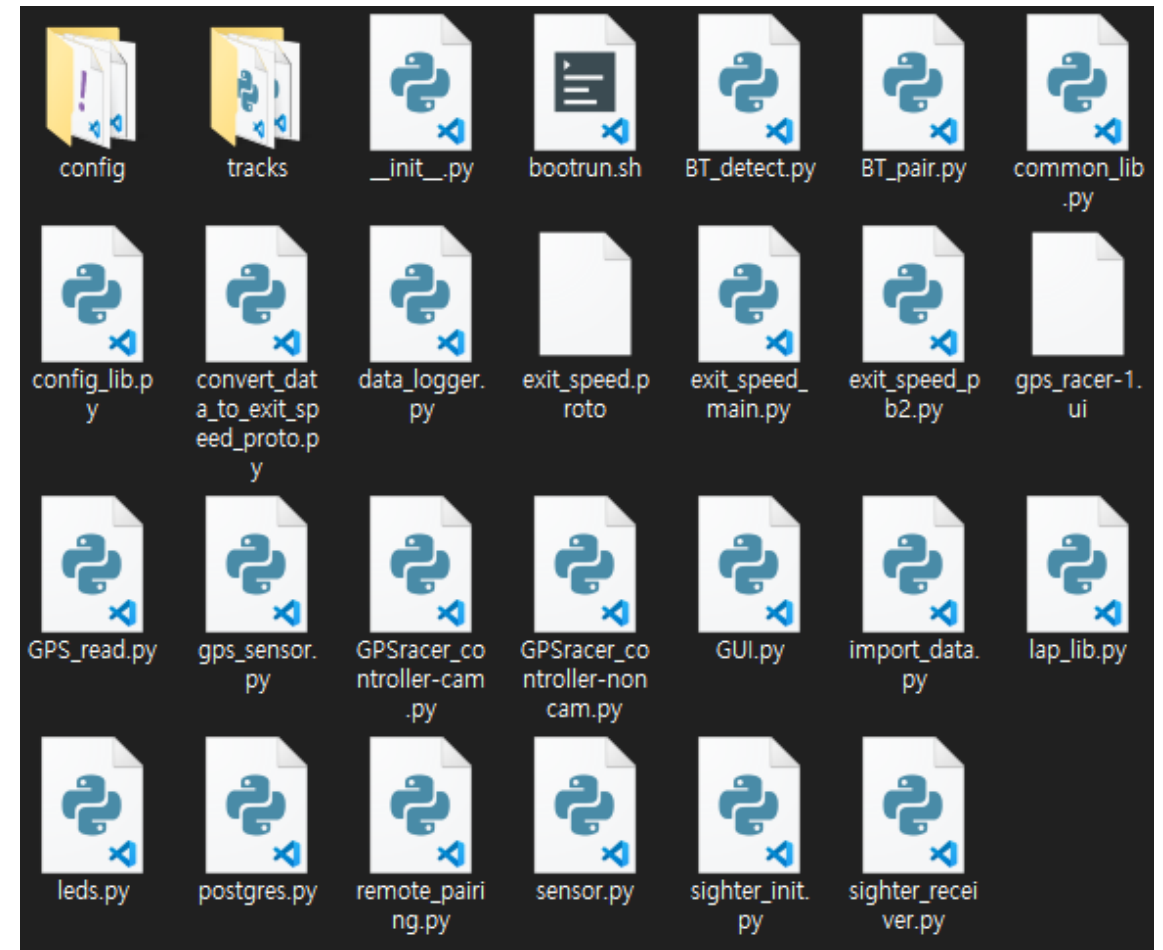 config
tracks
__init__.py
bootrun.sh
BT_detect.py
BT_pair.py
common_lib
.py
config_lib.p
y
convert_dat
a_to_exit_sp
eed_proto.p
y
data_logger.
py
exit_speed.p
roto
exit_speed_
main.py
exit_speed_p
b2.py
gps_racer-1.
ui
GPS_read.py
gps_sensor.
py
GPSracer_co
ntroller-cam
.py
GPSracer_co
ntroller-non
cam.py
GUI.py
import_data.
py
lap_lib.py
leds.py
postgres.py
remote_pairi
ng.py
sensor.py
sighter_init.
py
sighter_recei
ver.py